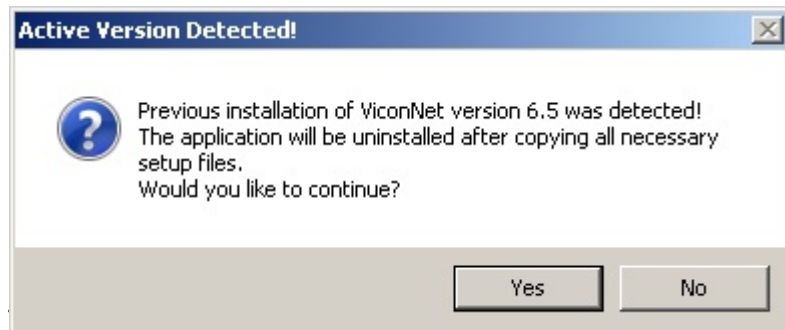 Active Version Detected!
Previous installation of ViconNet version 6.5 was detected!
The application will be uninstalled after copying all necessary
setup files.
Would you like to continue?
Yes
No